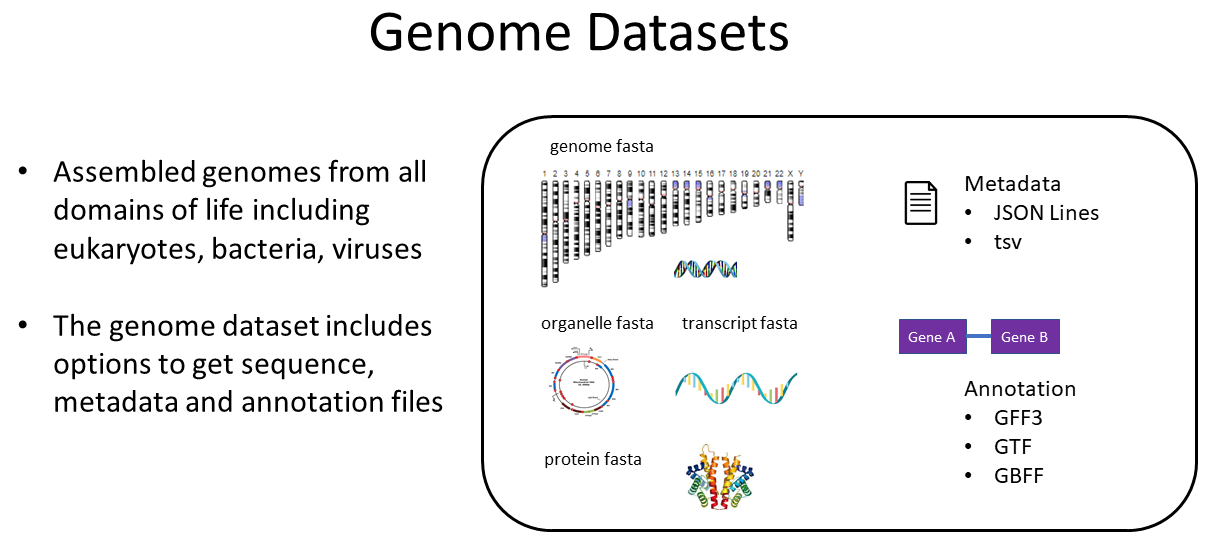 Genome Datasets
• Assembled genomes from all
domains of life including
eukaryotes, bacteria, viruses
• The genome dataset includes
options to get sequence,
metadata and annotation files
genome fasta
1 2 3 4 5 6 7 8 9 10 11 12 13 14 15 16 17 18 19 20 21 22 X Y
organelle fasta
transcript fasta
protein fasta
Metadata
• JSON Lines
• tsv
Gene A
Gene B
Annotation
• GFF3
• GTF
• GBFF